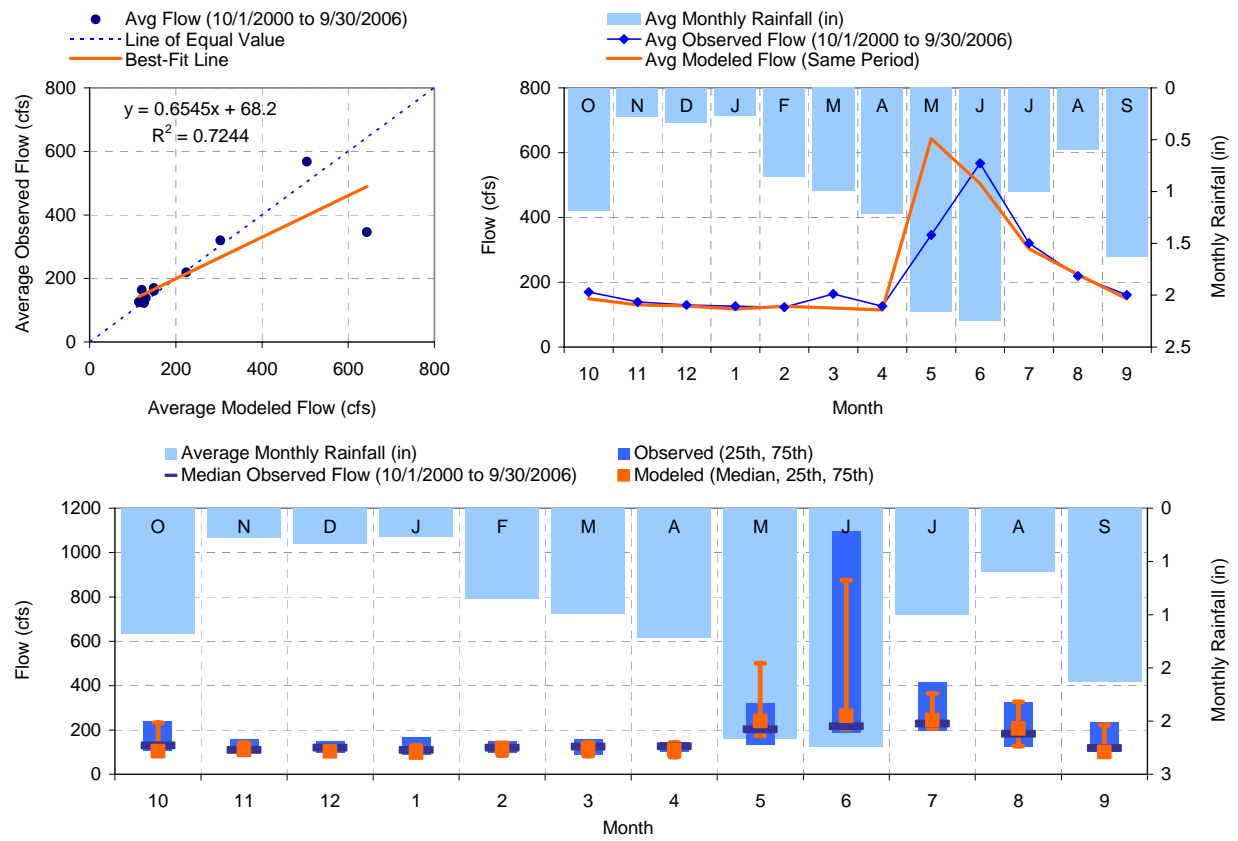 Avg Flow (10/1/2000 to 9/30/2006)
Line of Equal Value
Best-Fit Line
y = 0.6545x + 68.2
R² = 0.7244
Average Observed Flow (cfs)
800
600
400
200
0
0 200 400 600 800
Average Modeled Flow (cfs)
Avg Monthly Rainfall (in)
Avg Observed Flow (10/1/2000 to 9/30/2006)
Avg Modeled Flow (Same Period)
O N D J F M A M J J A S
Flow (cfs)
800
600
400
200
0
0
0.5
1
1.5
2
2.5
Monthly Rainfall (in)
10 11 12 1 2 3 4 5 6 7 8 9
Month
Average Monthly Rainfall (in)
Observed (25th, 75th)
Median Observed Flow (10/1/2000 to 9/30/2006)
Modeled (Median, 25th, 75th)
O N D J F M A M J J A S
Flow (cfs)
1200
1000
800
600
400
200
0
0
1
1
2
2
3
Monthly Rainfall (in)
10 11 12 1 2 3 4 5 6 7 8 9
Month